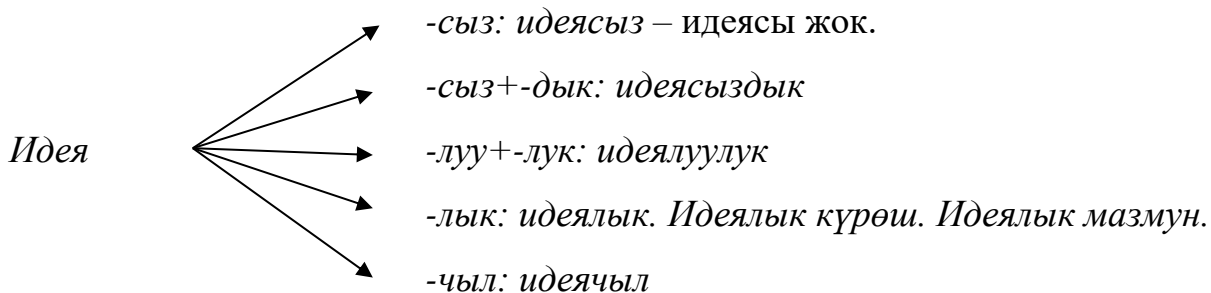 -сыз: идеясыз – идеясы жок.
-сыз+-дык: идеясыздык
Идея
-луу+-лук: идеялуулук
-лык: идеялык. Идеялык күрөш. Идеялык мазмун.
-чыл: идеячыл